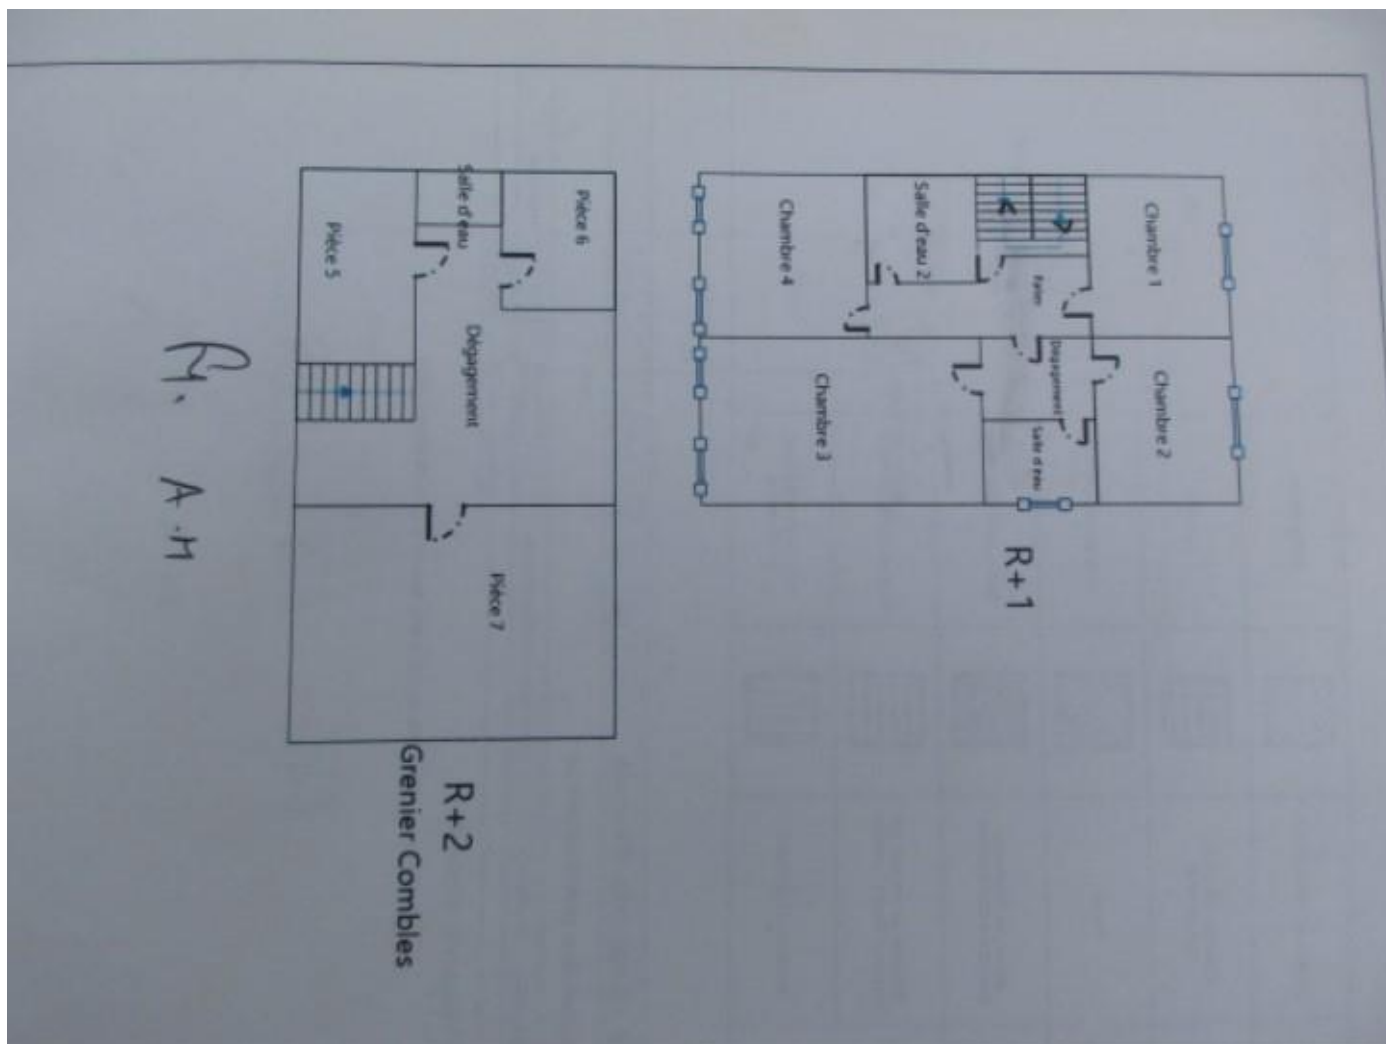 Chambre 1
Chambre 2
Palier
Dégagement
Salle d'eau
Salle d'eau 2
Chambre 4
Chambre 3
R+1
Pièce 6
Salle d'eau
Pièce 5
Dégagement
Pièce 7
R+2
Grenier Combles
A.M